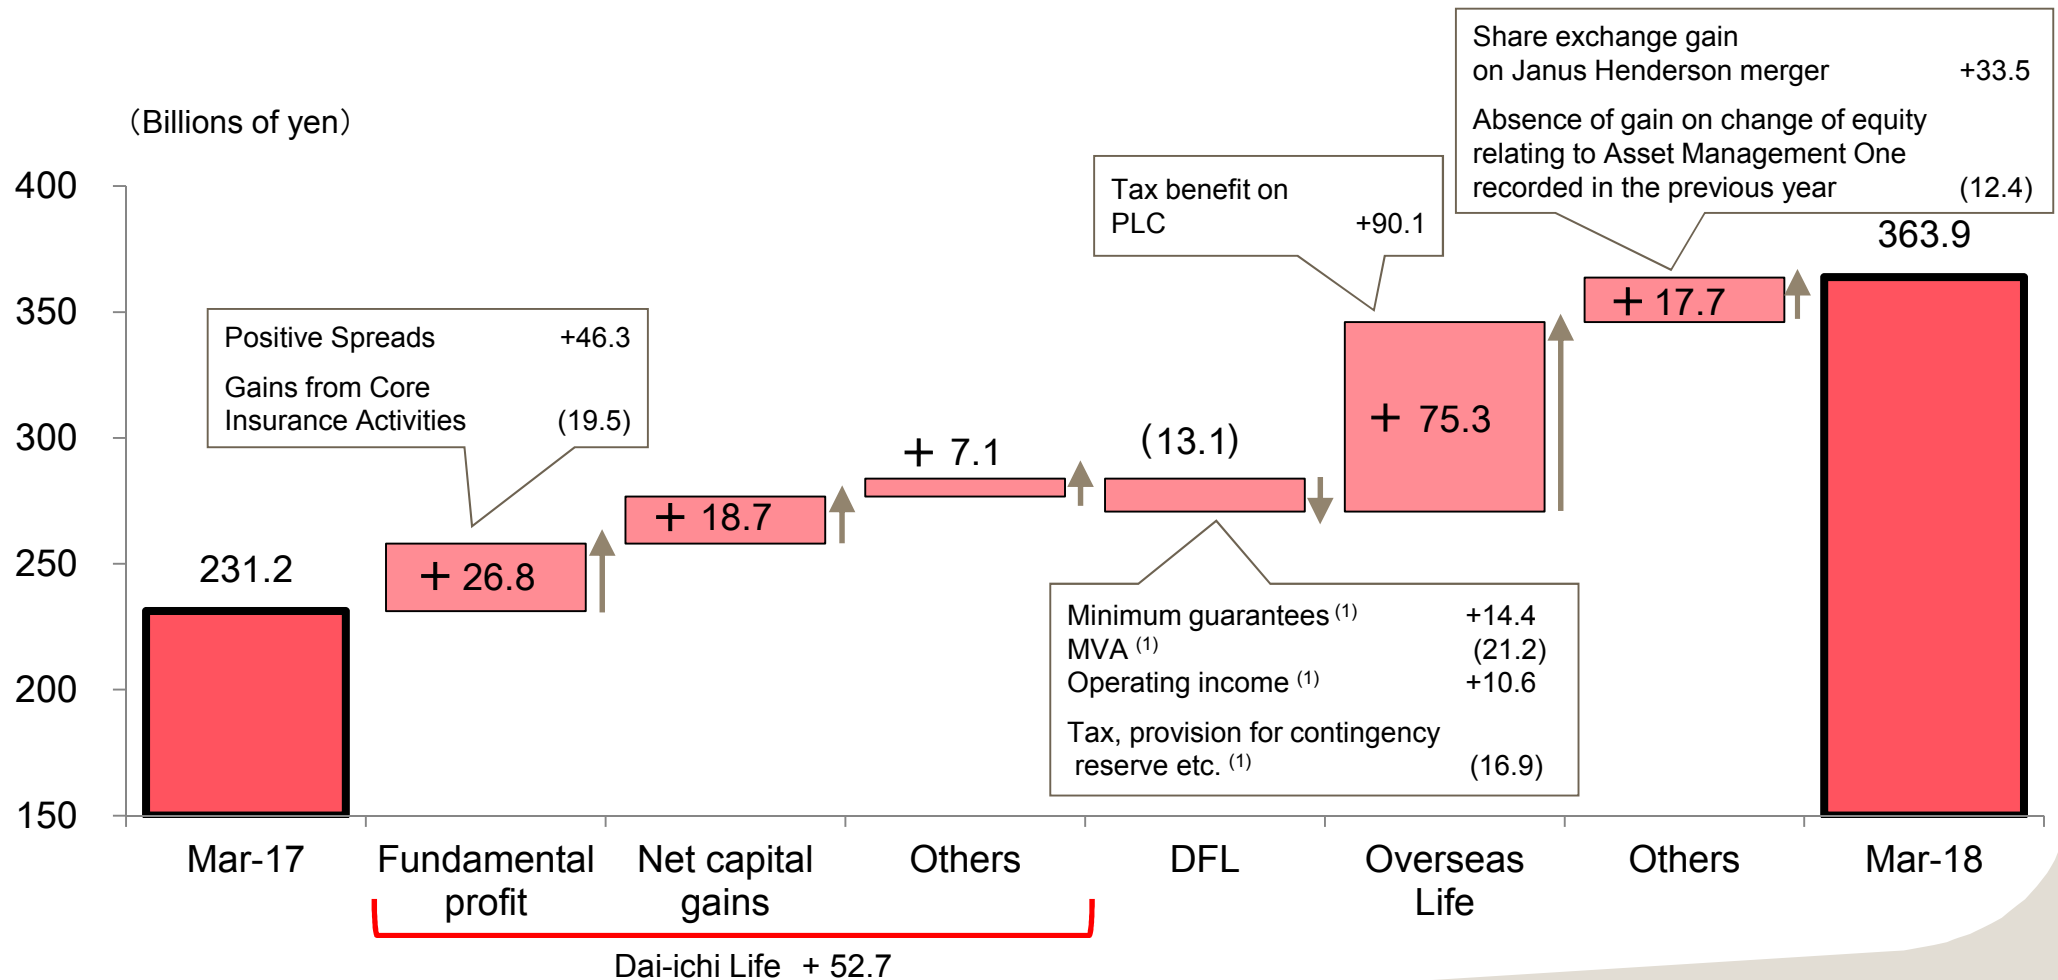 （Billions of yen）
400
350
300
250
200
150
231.2
Positive Spreads +46.3
Gains from Core
Insurance Activities (19.5)
+ 26.8
+ 18.7
+ 7.1
(13.1)
Minimum guarantees (1) +14.4
MVA (1) (21.2)
Operating income (1) +10.6
Tax, provision for contingency
reserve etc. (1) (16.9)
Tax benefit on
PLC +90.1
+ 75.3
Share exchange gain
on Janus Henderson merger +33.5
Absence of gain on change of equity
relating to Asset Management One
recorded in the previous year (12.4)
+ 17.7
363.9
Mar-17
Fundamental
profit
Net capital
gains
Others
DFL
Overseas
Life
Others
Mar-18
Dai-ichi Life + 52.7